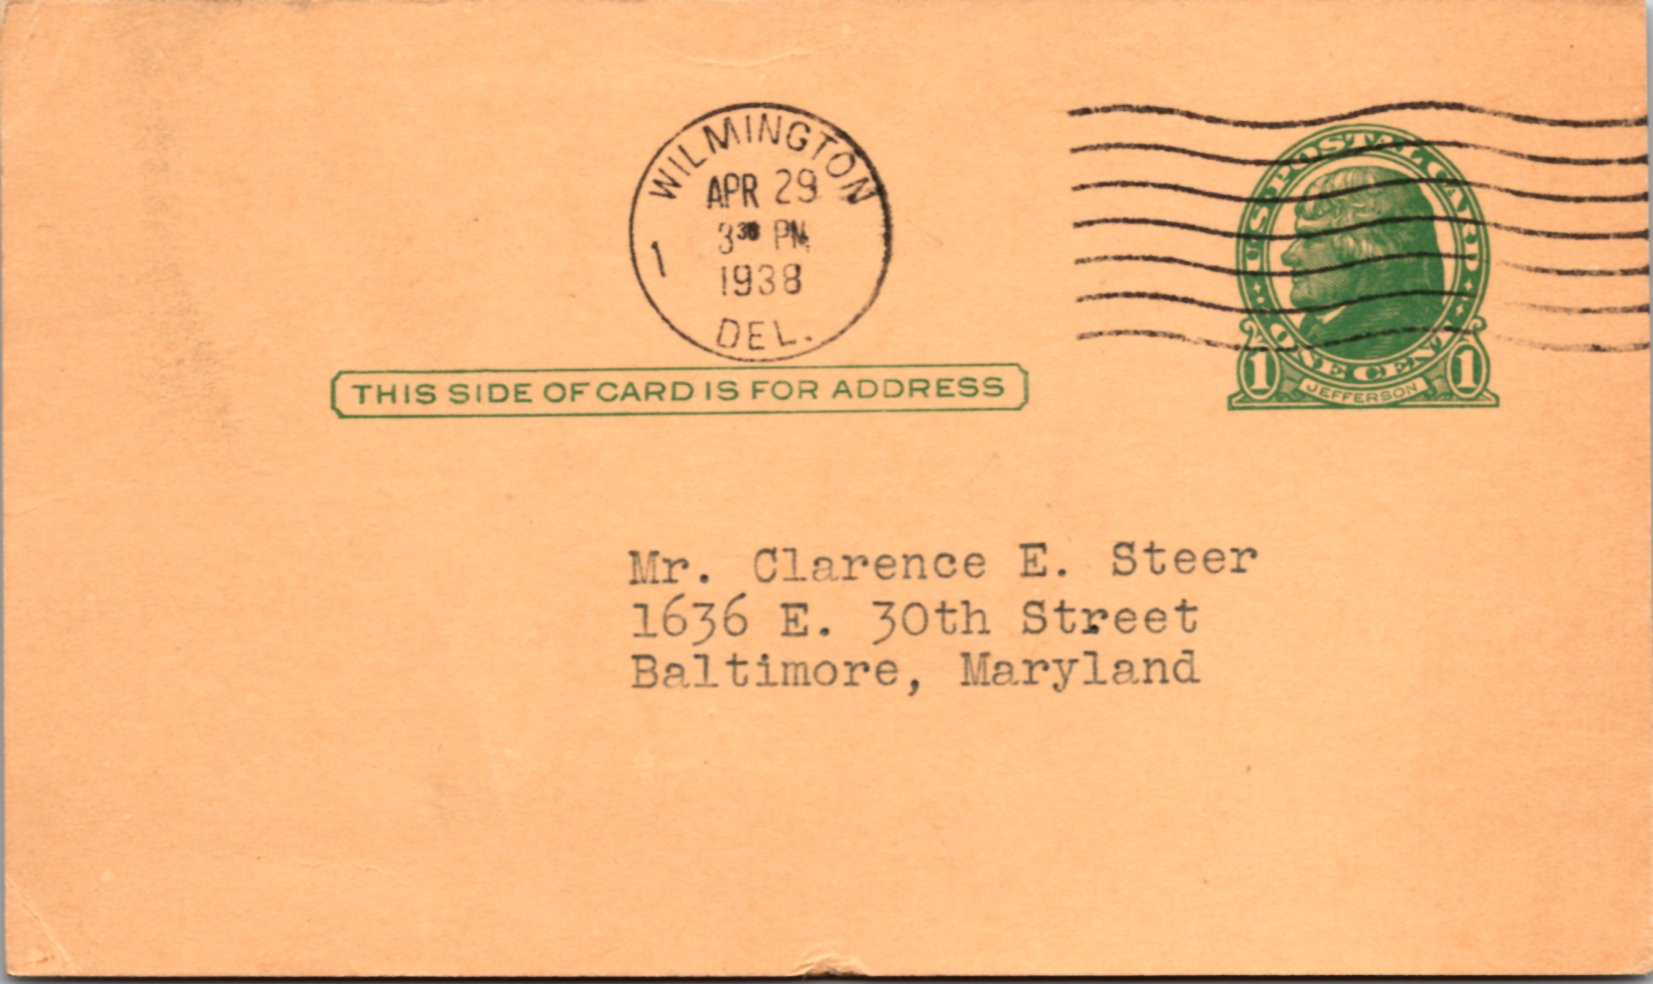 WILMINGTON
APR 29
3 30 PM
1938
1
DEL.
U.S. POSTAL CARD
ONE CENT
1 JEFFERSON 1
THIS SIDE OF CARD IS FOR ADDRESS
Mr. Clarence E. Steer
1636 E. 30th Street
Baltimore, Maryland